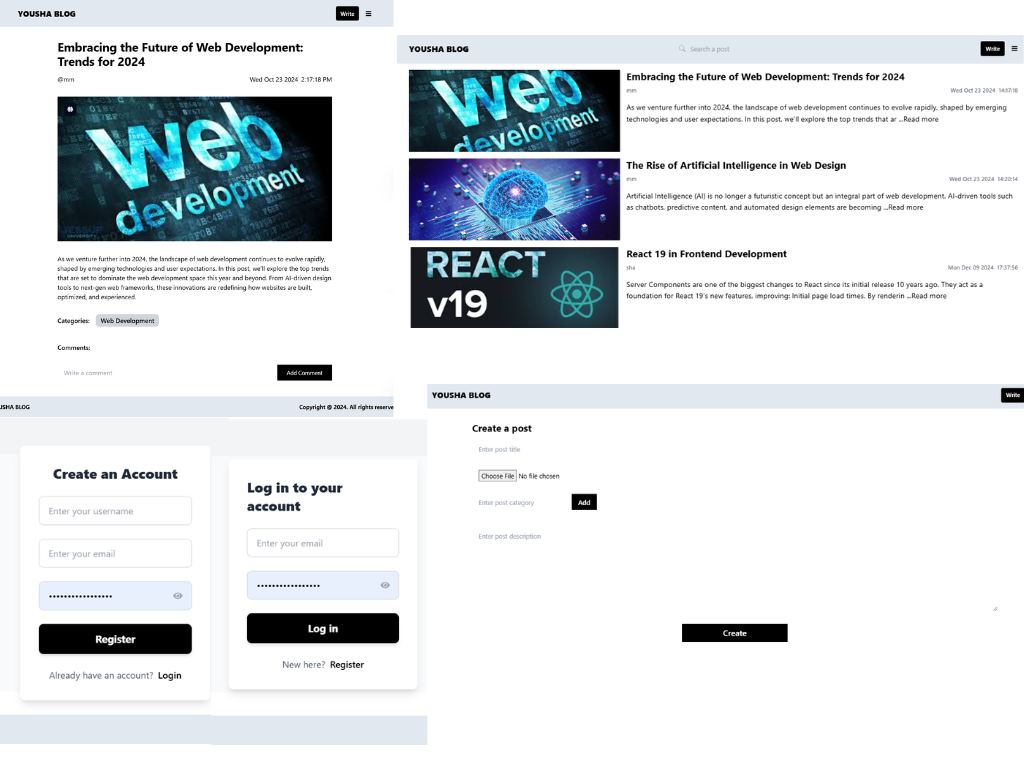 YOUSHA BLOG
Write
Embracing the Future of Web Development:
Trends for 2024
@mm
Wed Oct 23 2024 2:17:18 PM
web
development
UNIVERSITY
As we venture further into 2024, the landscape of web development continues to evolve rapidly,
shaped by emerging technologies and user expectations. In this post, we'll explore the top trends
that are set to dominate the web development space this year and beyond. From AI-driven design
tools to next-gen web frameworks, these innovations are redefining how websites are built,
optimized, and experienced.
Categories:
Web Development
Comments:
Write a comment
Add Comment
USHA BLOG
Copyright @ 2024. All rights reserve
YOUSHA BLOG
Search a post
Write
web
development
Embracing the Future of Web Development: Trends for 2024
mm
Wed Oct 23 2024 14:17:18
As we venture further into 2024, the landscape of web development continues to evolve rapidly, shaped by emerging
technologies and user expectations. In this post, we'll explore the top trends that ar ...Read more
The Rise of Artificial Intelligence in Web Design
mm
Wed Oct 23 2024 14:20:14
Artificial Intelligence (AI) is no longer a futuristic concept but an integral part of web development. AI-driven tools such
as chatbots, predictive content, and automated design elements are becoming ...Read more
REACT
v19
React 19 in Frontend Development
sha
Mon Dec 09 2024 17:37:56
Server Components are one of the biggest changes to React since its initial release 10 years ago. They act as a
foundation for React 19's new features, improving: Initial page load times. By renderin ...Read more
Create an Account
Enter your username
Enter your email
Register
Already have an account? Login
Log in to your
account
Enter your email
Log in
New here? Register
YOUSHA BLOG
Write
Create a post
Enter post title
Choose File No file chosen
Enter post category
Add
Enter post description
Create